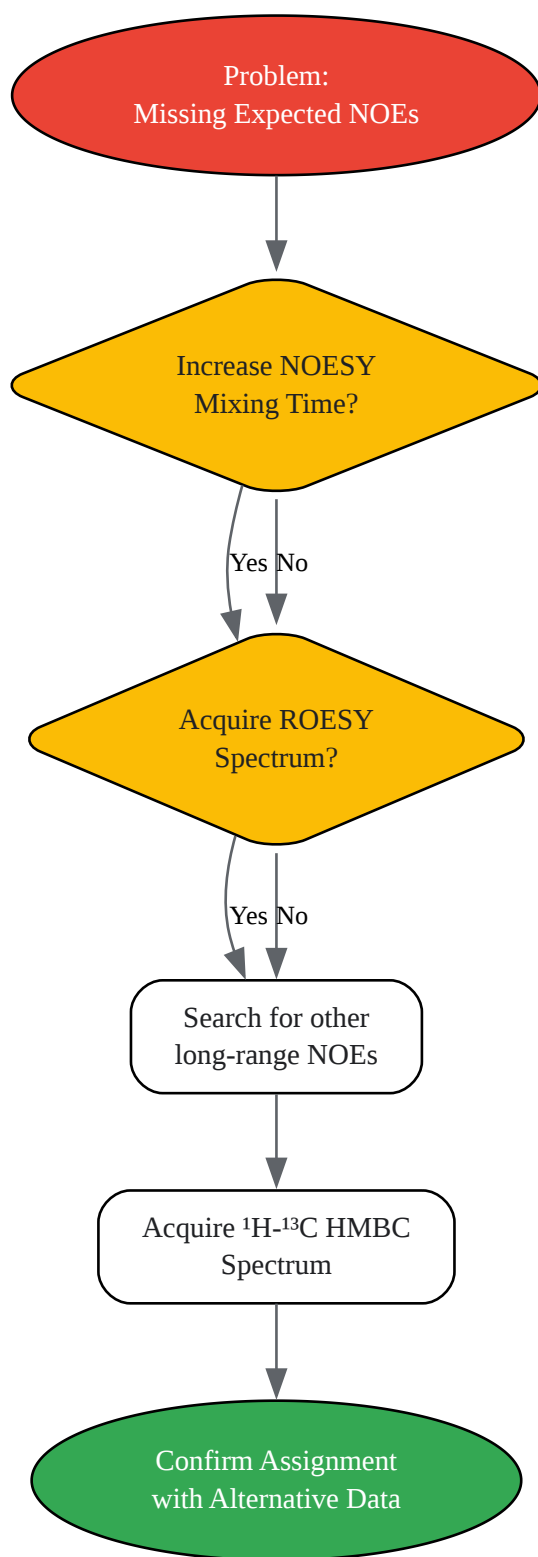 Problem:
Missing Expected NOEs
Increase NOESY
Mixing Time?
Yes No
Acquire ROESY
Spectrum?
Yes No
Search for other
long-range NOEs
Acquire ¹H-¹³C HMBC
Spectrum
Confirm Assignment
with Alternative Data